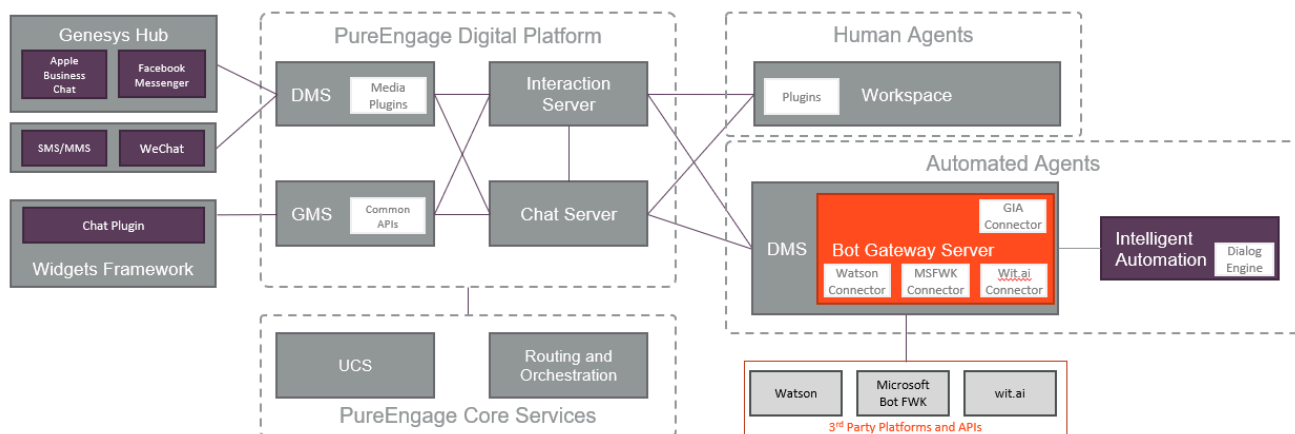 Genesys Hub
Apple
Business
Chat
Facebook
Messenger
SMS/MMS
WeChat
Chat Plugin
Widgets Framework
PureEngage Digital Platform
DMS
Media
Plugins
Interaction
Server
GMS
Common
APIs
Chat Server
UCS
Routing and
Orchestration
PureEngage Core Services
Human Agents
Plugins
Workspace
Automated Agents
DMS
GIA
Connector
Bot Gateway Server
Watson
Connector
MSFWK
Connector
Wit.ai
Connector
Intelligent
Automation
Dialog
Engine
Watson
Microsoft
Bot FWK
wit.ai
3rd Party Platforms and APIs